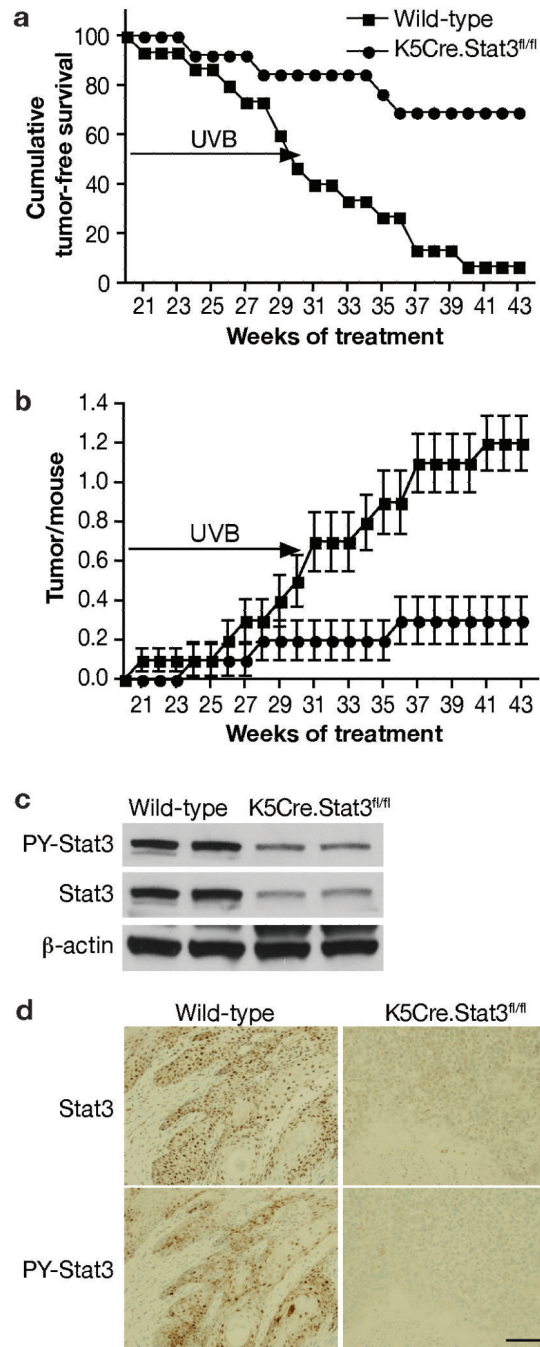 a
Wild-type
K5Cre.Stat3fl/fl
Cumulative
tumor-free survival
100
80
60
40
20
0
UVB
21 23 25 27 29 31 33 35 37 39 41 43
Weeks of treatment
b
Tumor/mouse
1.4
1.2
1.0
0.8
0.6
0.4
0.2
0.0
UVB
21 23 25 27 29 31 33 35 37 39 41 43
Weeks of treatment
c
Wild-type K5Cre.Stat3fl/fl
PY-Stat3
Stat3
β-actin
d
Wild-type K5Cre.Stat3fl/fl
Stat3
PY-Stat3